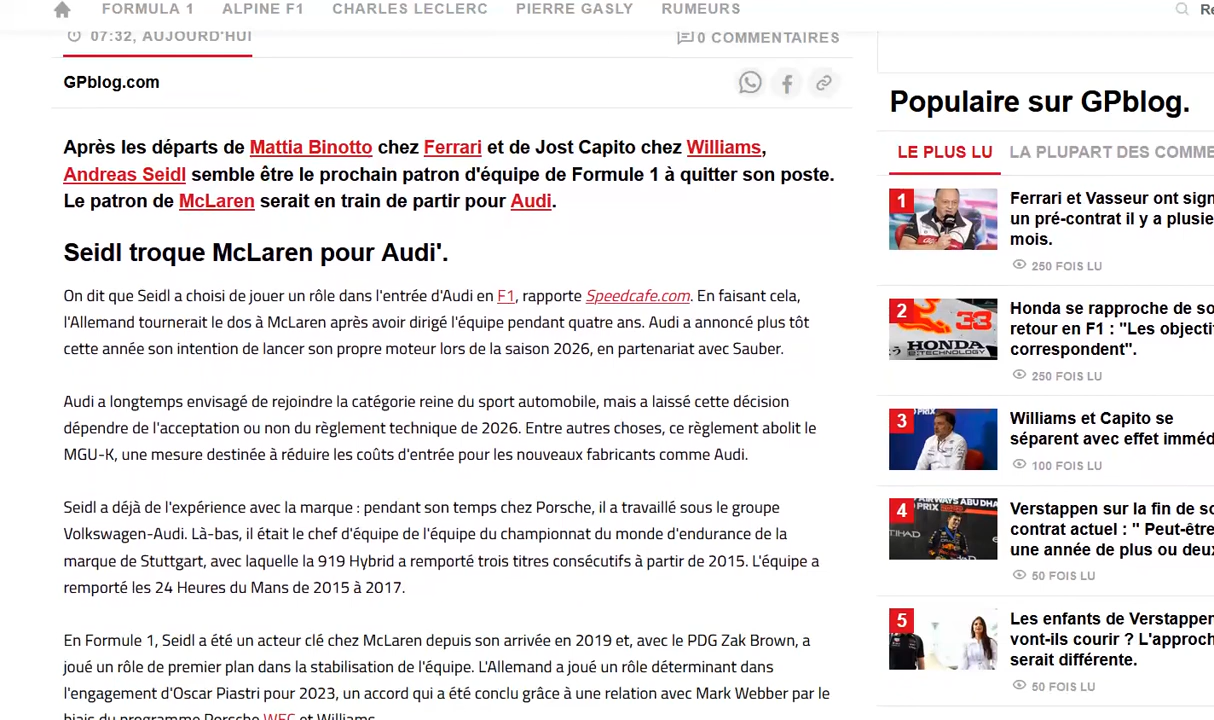 FORMULA 1 ALPINE F1 CHARLES LECLERC PIERRE GASLY RUMEURS
07:32, AUJOURD'HUI
0 COMMENTAIRES
GPblog.com
Après les départs de Mattia Binotto chez Ferrari et de Jost Capito chez Williams,
Andreas Seidl semble être le prochain patron d'équipe de Formule 1 à quitter son poste.
Le patron de McLaren serait en train de partir pour Audi.
Seidl troque McLaren pour Audi'.
On dit que Seidl a choisi de jouer un rôle dans l'entrée d'Audi en F1, rapporte Speedcafe.com. En faisant cela,
l'Allemand tournerait le dos à McLaren après avoir dirigé l'équipe pendant quatre ans. Audi a annoncé plus tôt
cette année son intention de lancer son propre moteur lors de la saison 2026, en partenariat avec Sauber.
Audi a longtemps envisagé de rejoindre la catégorie reine du sport automobile, mais a laissé cette décision
dépendre de l'acceptation ou non du règlement technique de 2026. Entre autres choses, ce règlement abolit le
MGU-K, une mesure destinée à réduire les coûts d'entrée pour les nouveaux fabricants comme Audi.
Seidl a déjà de l'expérience avec la marque : pendant son temps chez Porsche, il a travaillé sous le groupe
Volkswagen-Audi. Là-bas, il était le chef d'équipe de l'équipe du championnat du monde d'endurance de la
marque de Stuttgart, avec laquelle la 919 Hybrid a remporté trois titres consécutifs à partir de 2015. L'équipe a
remporté les 24 Heures du Mans de 2015 à 2017.
En Formule 1, Seidl a été un acteur clé chez McLaren depuis son arrivée en 2019 et, avec le PDG Zak Brown, a
joué un rôle de premier plan dans la stabilisation de l'équipe. L'Allemand a joué un rôle déterminant dans
l'engagement d'Oscar Piastri pour 2023, un accord qui a été conclu grâce à une relation avec Mark Webber par le
biais du programme Porsche WEC et Williams.
Re
Populaire sur GPblog.
LE PLUS LU LA PLUPART DES COMME
1
Ferrari et Vasseur ont sign
un pré-contrat il y a plusie
mois.
250 FOIS LU
2
33
HONDA
TECHNOLOGY
Honda se rapproche de so
retour en F1 : "Les objecti
correspondent".
250 FOIS LU
3
Williams et Capito se
séparent avec effet imméd
100 FOIS LU
4
Verstappen sur la fin de so
contrat actuel : " Peut-être
une année de plus ou deux
50 FOIS LU
5
Les enfants de Verstappen
vont-ils courir ? L'approch
serait différente.
50 FOIS LU